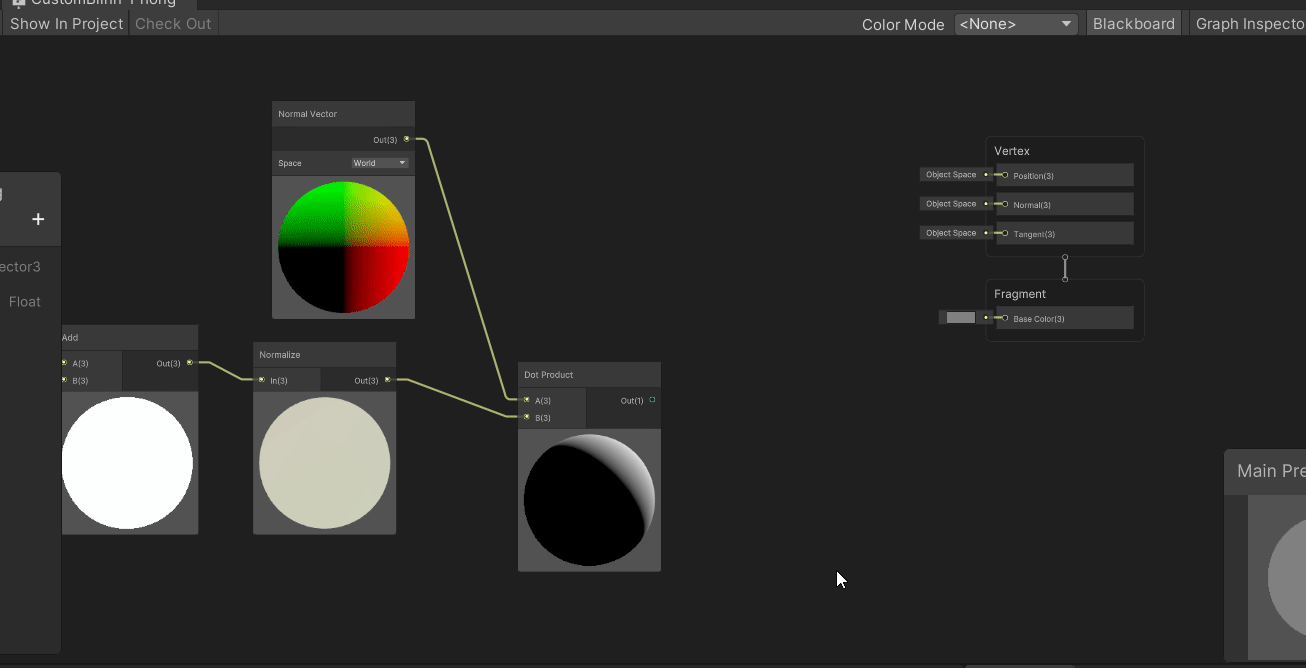 CustomBlinn-Phong
Show In Project
Check Out
Color Mode
<None>
Blackboard
Graph Inspecto
Normal Vector
Out(3)
Space
World
Vertex
Object Space
Position(3)
Object Space
Normal(3)
Object Space
Tangent(3)
Fragment
Base Color(3)
g
+
ector3
Float
Add
A(3)
Out(3)
B(3)
Normalize
In(3)
Out(3)
Dot Product
A(3)
Out(1)
B(3)
Main Pre